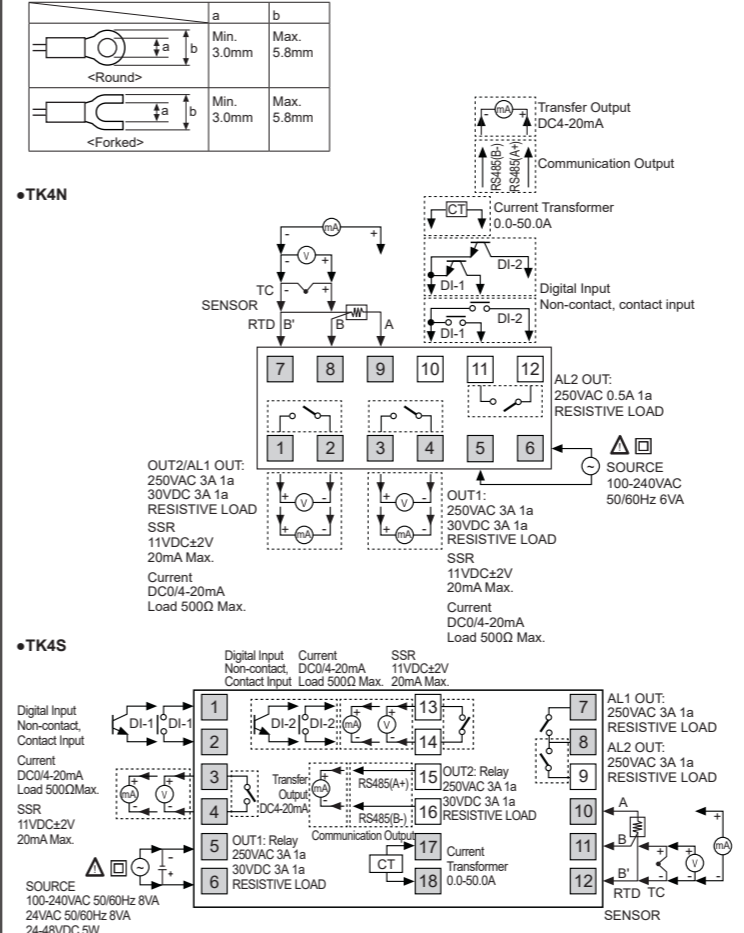 a b
a b Min. Max.
3.0mm 5.8mm
<Round>
a b Min. Max.
3.0mm 5.8mm
<Forked>
- mA + Transfer Output
DC4-20mA
RS485(B-) RS485(A+) Communication Output
●TK4N
CT Current Transformer
0.0-50.0A
- mA +
- V +
TC - +
SENSOR
RTD B' B A
DI-2
DI-1
Digital Input
Non-contact, contact input
DI-2
DI-1
7 8 9 10 11 12
AL2 OUT:
250VAC 0.5A 1a
RESISTIVE LOAD
1 2 3 4 5 6
SOURCE
100-240VAC
50/60Hz 6VA
~
+ V -
+ mA -
+ V -
+ mA -
OUT2/AL1 OUT:
250VAC 3A 1a
30VDC 3A 1a
RESISTIVE LOAD
SSR
11VDC±2V
20mA Max.
Current
DC0/4-20mA
Load 500Ω Max.
OUT1:
250VAC 3A 1a
30VDC 3A 1a
RESISTIVE LOAD
SSR
11VDC±2V
20mA Max.
Current
DC0/4-20mA
Load 500Ω Max.
●TK4S
Digital Input
Non-contact,
Contact Input
Current
DC0/4-20mA
Load 500Ω Max.
SSR
11VDC±2V
20mA Max.
Digital Input
Non-contact,
Contact Input
DI-1 DI-1
1
2
DI-2 DI-2
+ mA -
+ V -
13
14
7
8
9
AL1 OUT:
250VAC 3A 1a
RESISTIVE LOAD
AL2 OUT:
250VAC 3A 1a
RESISTIVE LOAD
Current
DC0/4-20mA
Load 500ΩMax.
SSR
11VDC±2V
20mA Max.
+ mA -
+ V -
3
4
Transfer
Output
DC4-20mA
+ mA -
RS485(A+)
RS485(B-)
Communication Output
15
16
OUT2: Relay
250VAC 3A 1a
30VDC 3A 1a
RESISTIVE LOAD
5
6
OUT1: Relay
250VAC 3A 1a
30VDC 3A 1a
RESISTIVE LOAD
CT
17
18
Current
Transformer
0.0-50.0A
10
11
12
A
B
B'
RTD TC
+ -
+ V -
+ mA -
SENSOR
~ - +
SOURCE
100-240VAC 50/60Hz 8VA
24VAC 50/60Hz 8VA
24-48VDC 5W